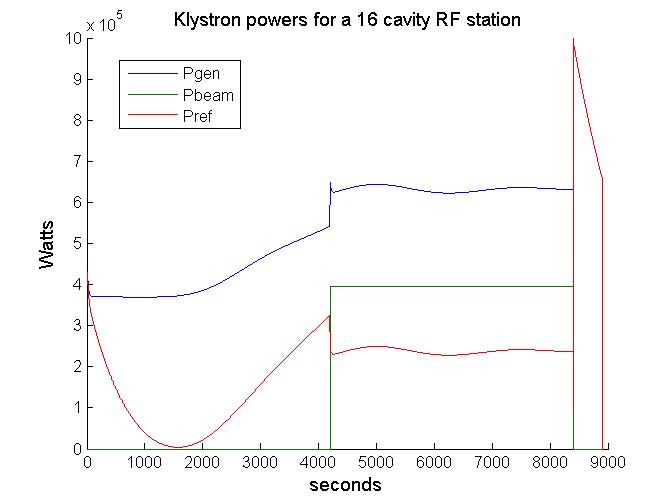 Klystron powers for a 16 cavity RF station
x 10^5
10
9
8
7
6
5
4
3
2
1
0
Watts
Pgen
Pbeam
Pref
0 1000 2000 3000 4000 5000 6000 7000 8000 9000
seconds